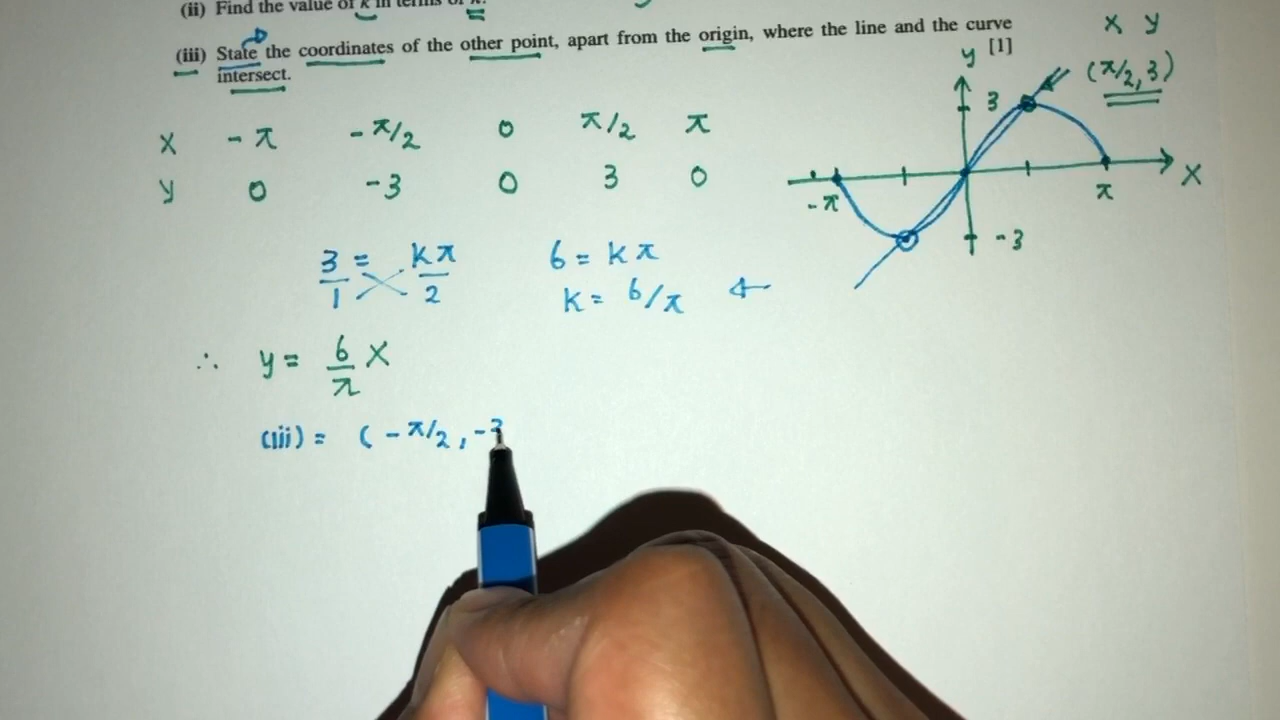 (ii) Find the value of k in terms of π.
(iii) State the coordinates of the other point, apart from the origin, where the line and the curve
intersect. [1]
x y
(π/2, 3)
y
3
x -π -π/2 0 π/2 π
y 0 -3 0 3 0
-π π x
-3
3/1 = kπ/2 6 = kπ
k = 6/π
∴ y = 6/π x
(iii) = (-π/2, -3